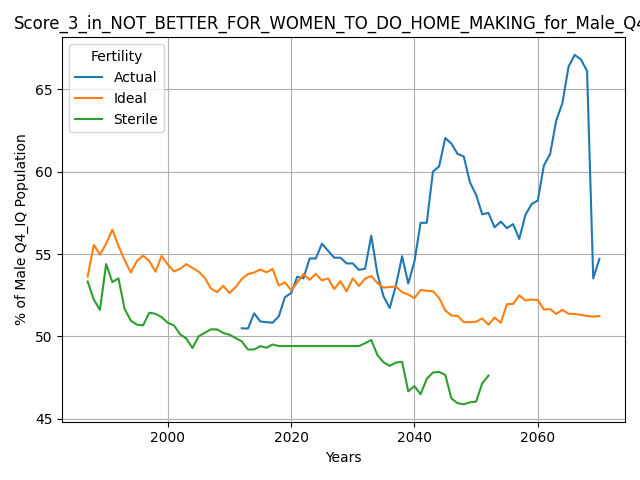 Score_3_in_NOT_BETTER_FOR_WOMEN_TO_DO_HOME_MAKING_for_Male_Q4
Fertility
Actual
Ideal
Sterile
% of Male Q4_IQ Population
65
60
55
50
45
2000
2020
2040
2060
Years